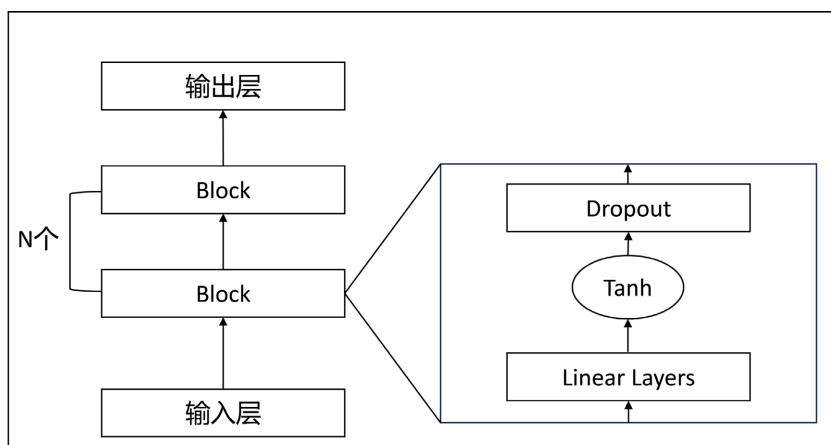 输出层
Block
N个
Block
输入层
Dropout
Tanh
Linear Layers